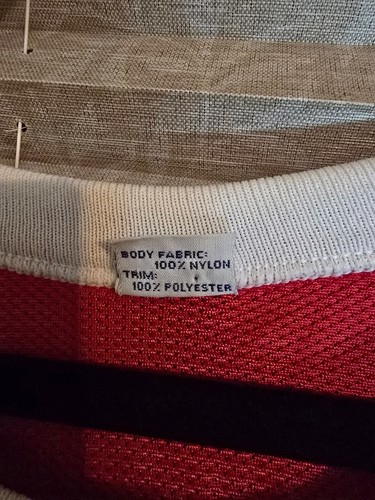 BODY FABRIC:
100% NYLON
TRIM:
100% POLYESTER